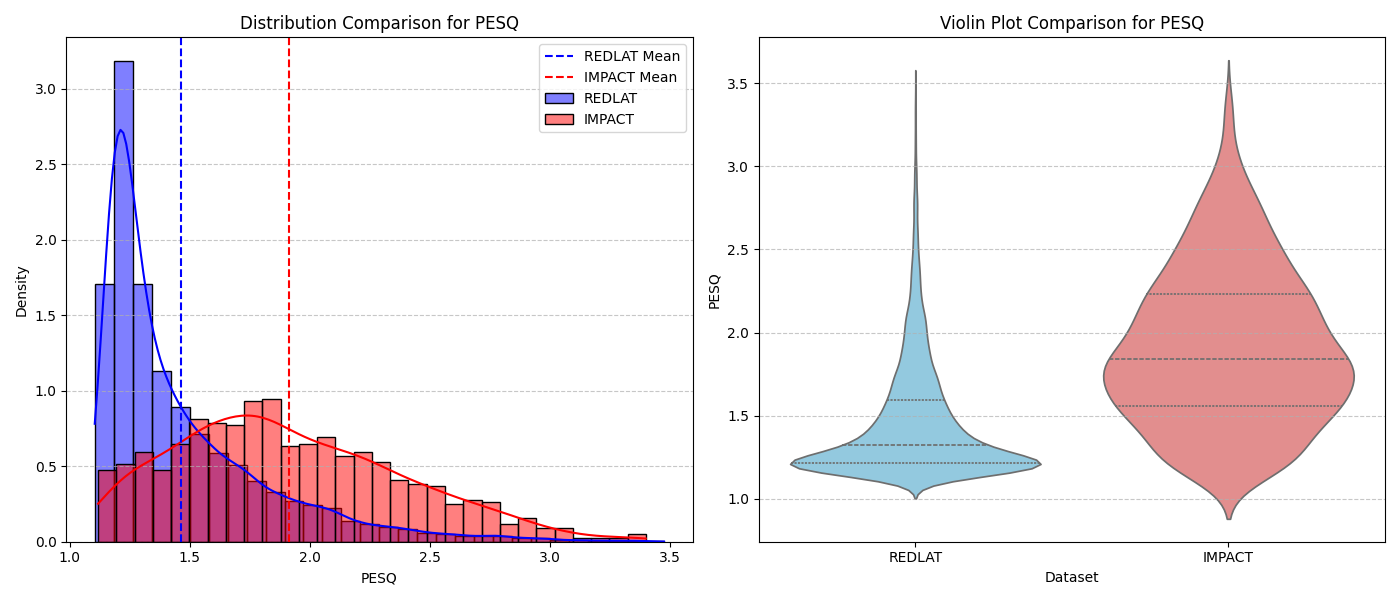 Distribution Comparison for PESQ
REDLAT Mean
IMPACT Mean
REDLAT
IMPACT
Density
3.0
2.5
2.0
1.5
1.0
0.5
0.0
1.0 1.5 2.0 2.5 3.0 3.5
PESQ
Violin Plot Comparison for PESQ
PESQ
3.5
3.0
2.5
2.0
1.5
1.0
REDLAT IMPACT
Dataset